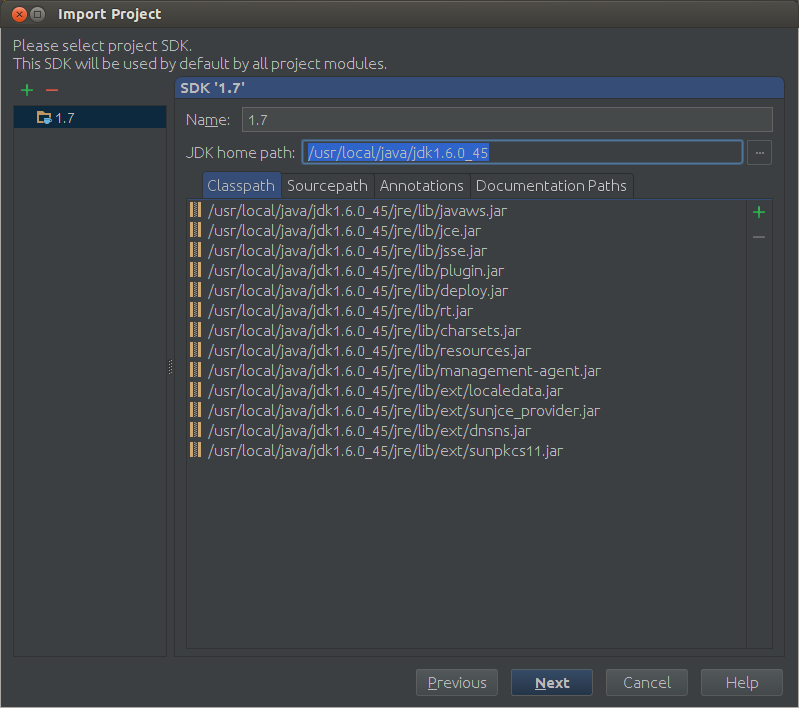 Import Project
Please select project SDK.
This SDK will be used by default by all project modules.
1.7
SDK '1.7'
Name: 1.7
JDK home path: /usr/local/java/jdk1.6.0_45 ...
Classpath Sourcepath Annotations Documentation Paths
/usr/local/java/jdk1.6.0_45/jre/lib/javaws.jar
/usr/local/java/jdk1.6.0_45/jre/lib/jce.jar
/usr/local/java/jdk1.6.0_45/jre/lib/jsse.jar
/usr/local/java/jdk1.6.0_45/jre/lib/plugin.jar
/usr/local/java/jdk1.6.0_45/jre/lib/deploy.jar
/usr/local/java/jdk1.6.0_45/jre/lib/rt.jar
/usr/local/java/jdk1.6.0_45/jre/lib/charsets.jar
/usr/local/java/jdk1.6.0_45/jre/lib/resources.jar
/usr/local/java/jdk1.6.0_45/jre/lib/management-agent.jar
/usr/local/java/jdk1.6.0_45/jre/lib/ext/localedata.jar
/usr/local/java/jdk1.6.0_45/jre/lib/ext/sunjce_provider.jar
/usr/local/java/jdk1.6.0_45/jre/lib/ext/dnsns.jar
/usr/local/java/jdk1.6.0_45/jre/lib/ext/sunpkcs11.jar
Previous Next Cancel Help